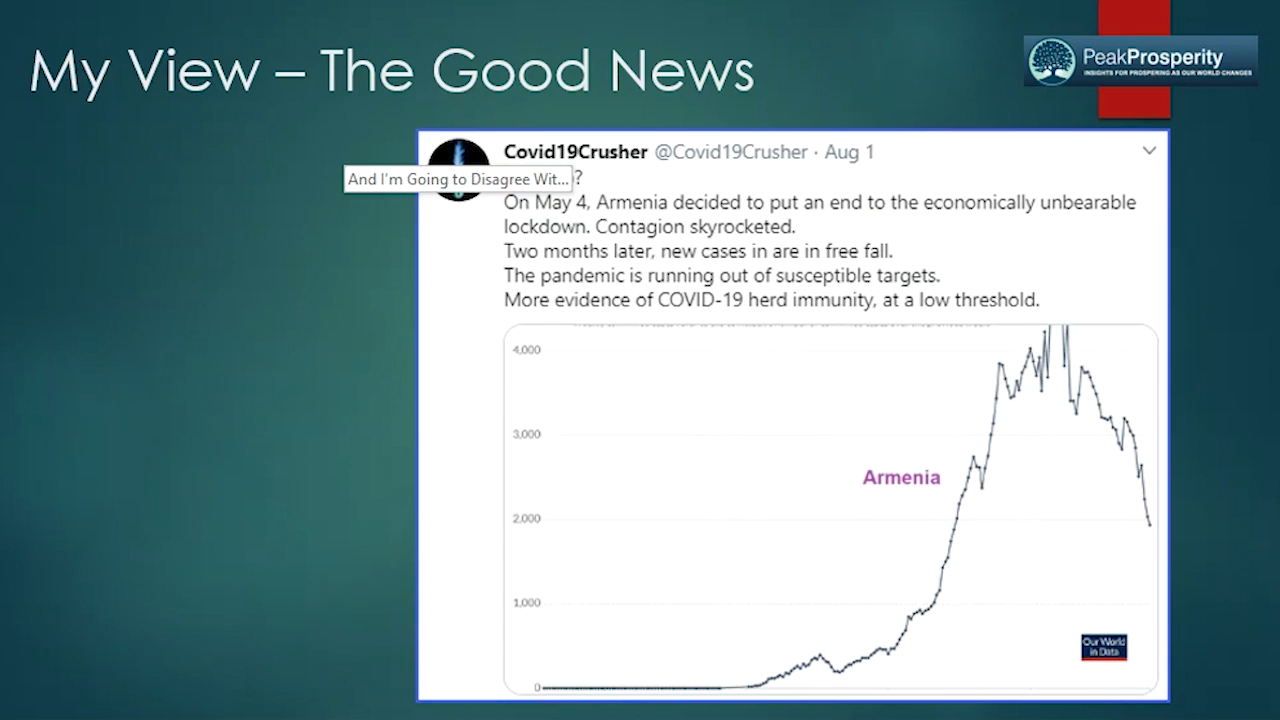 My View – The Good News
PeakProsperity
INSIGHTS FOR PROSPERING AS OUR WORLD CHANGES
Covid19Crusher @Covid19Crusher · Aug 1
And I'm Going to Disagree Wit...
?
On May 4, Armenia decided to put an end to the economically unbearable
lockdown. Contagion skyrocketed.
Two months later, new cases in are in free fall.
The pandemic is running out of susceptible targets.
More evidence of COVID-19 herd immunity, at a low threshold.
4,000
3,000
Armenia
2,000
1,000
Our World
in Data
0